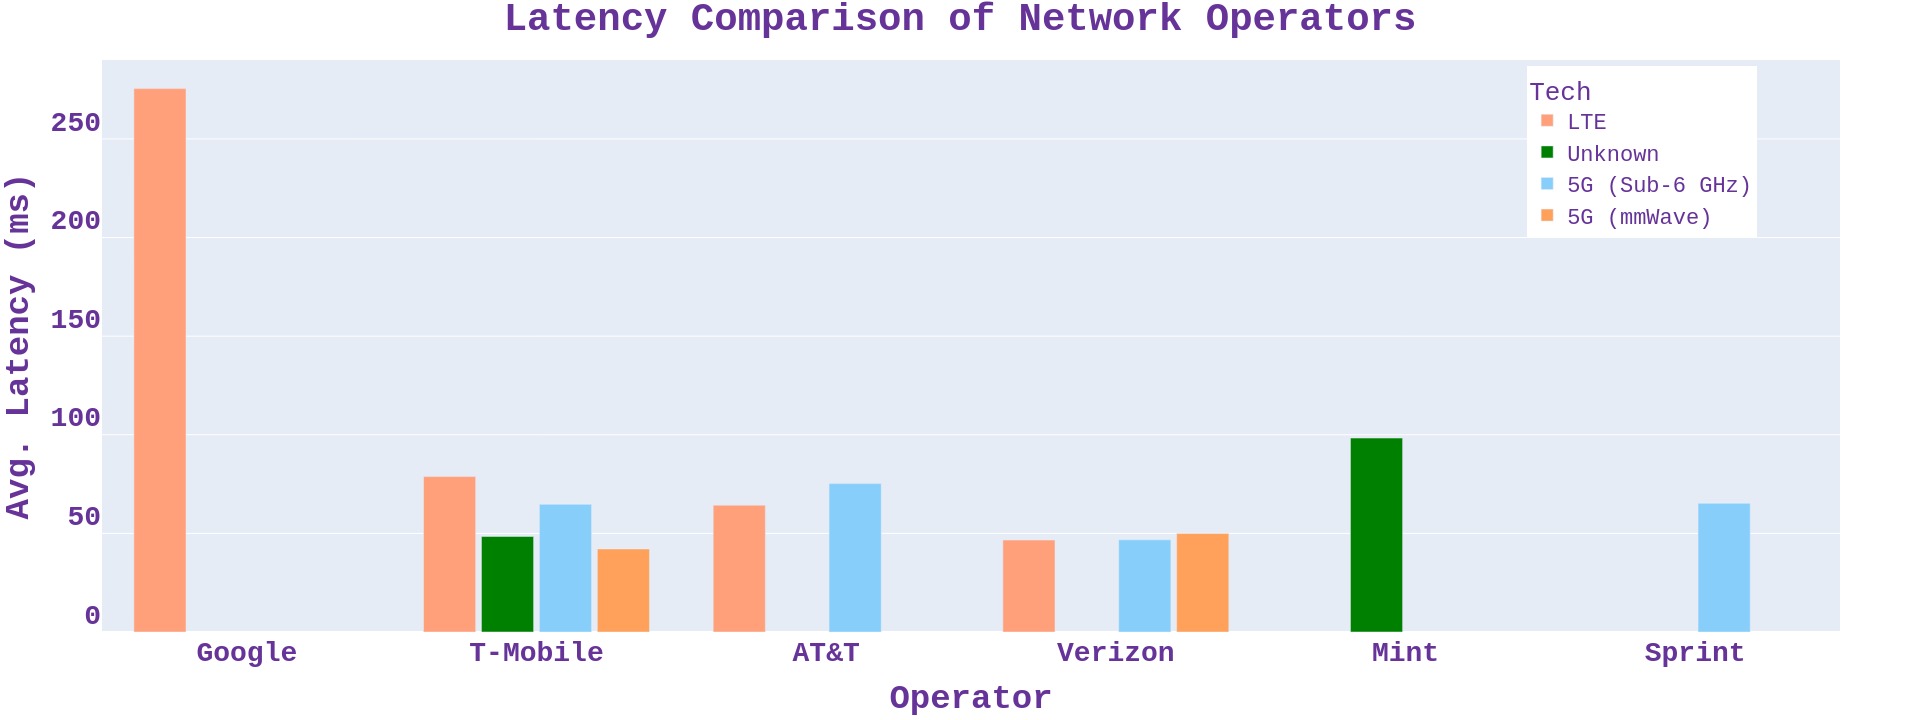 Latency Comparison of Network Operators
Tech
LTE
Unknown
5G (Sub-6 GHz)
5G (mmWave)
Avg. Latency (ms)
250
200
150
100
50
0
Google T-Mobile AT&T Verizon Mint Sprint
Operator